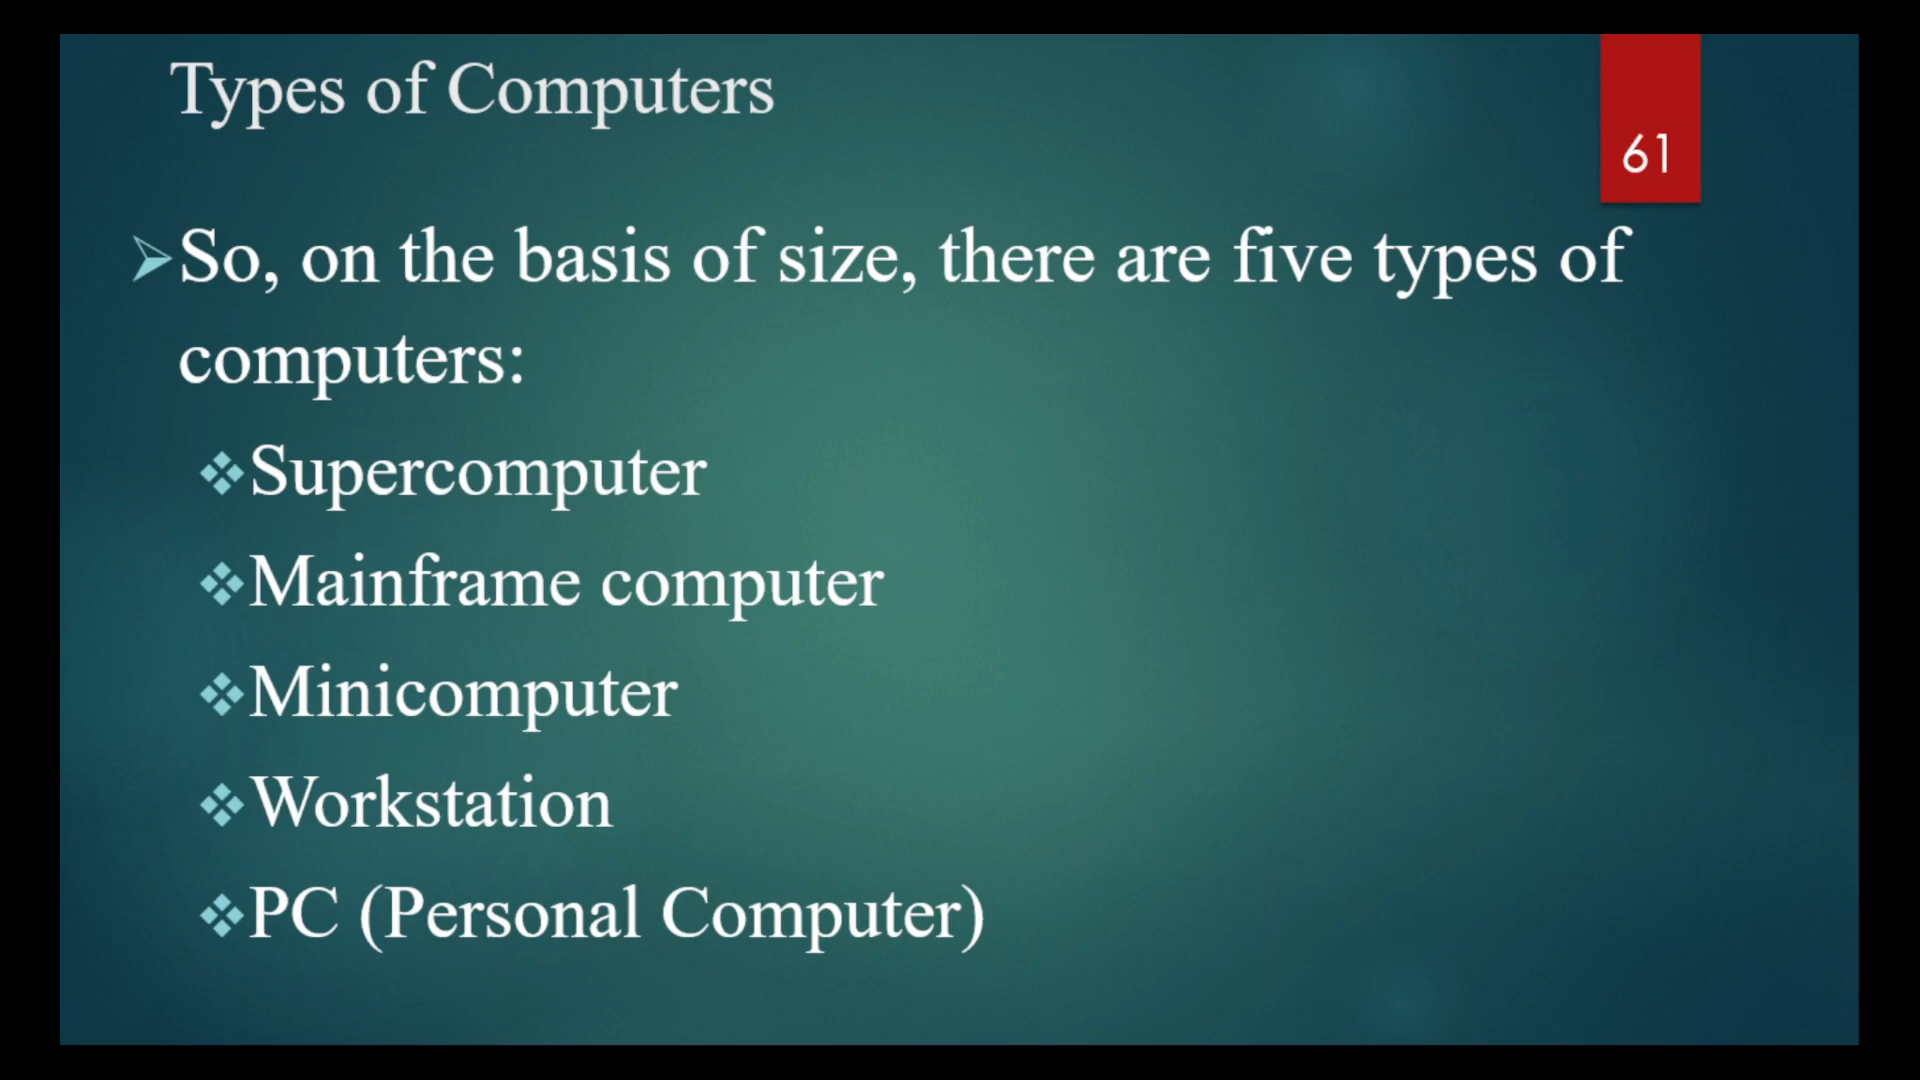 Types of Computers
61
So, on the basis of size, there are five types of
computers:
Supercomputer
Mainframe computer
Minicomputer
Workstation
PC (Personal Computer)